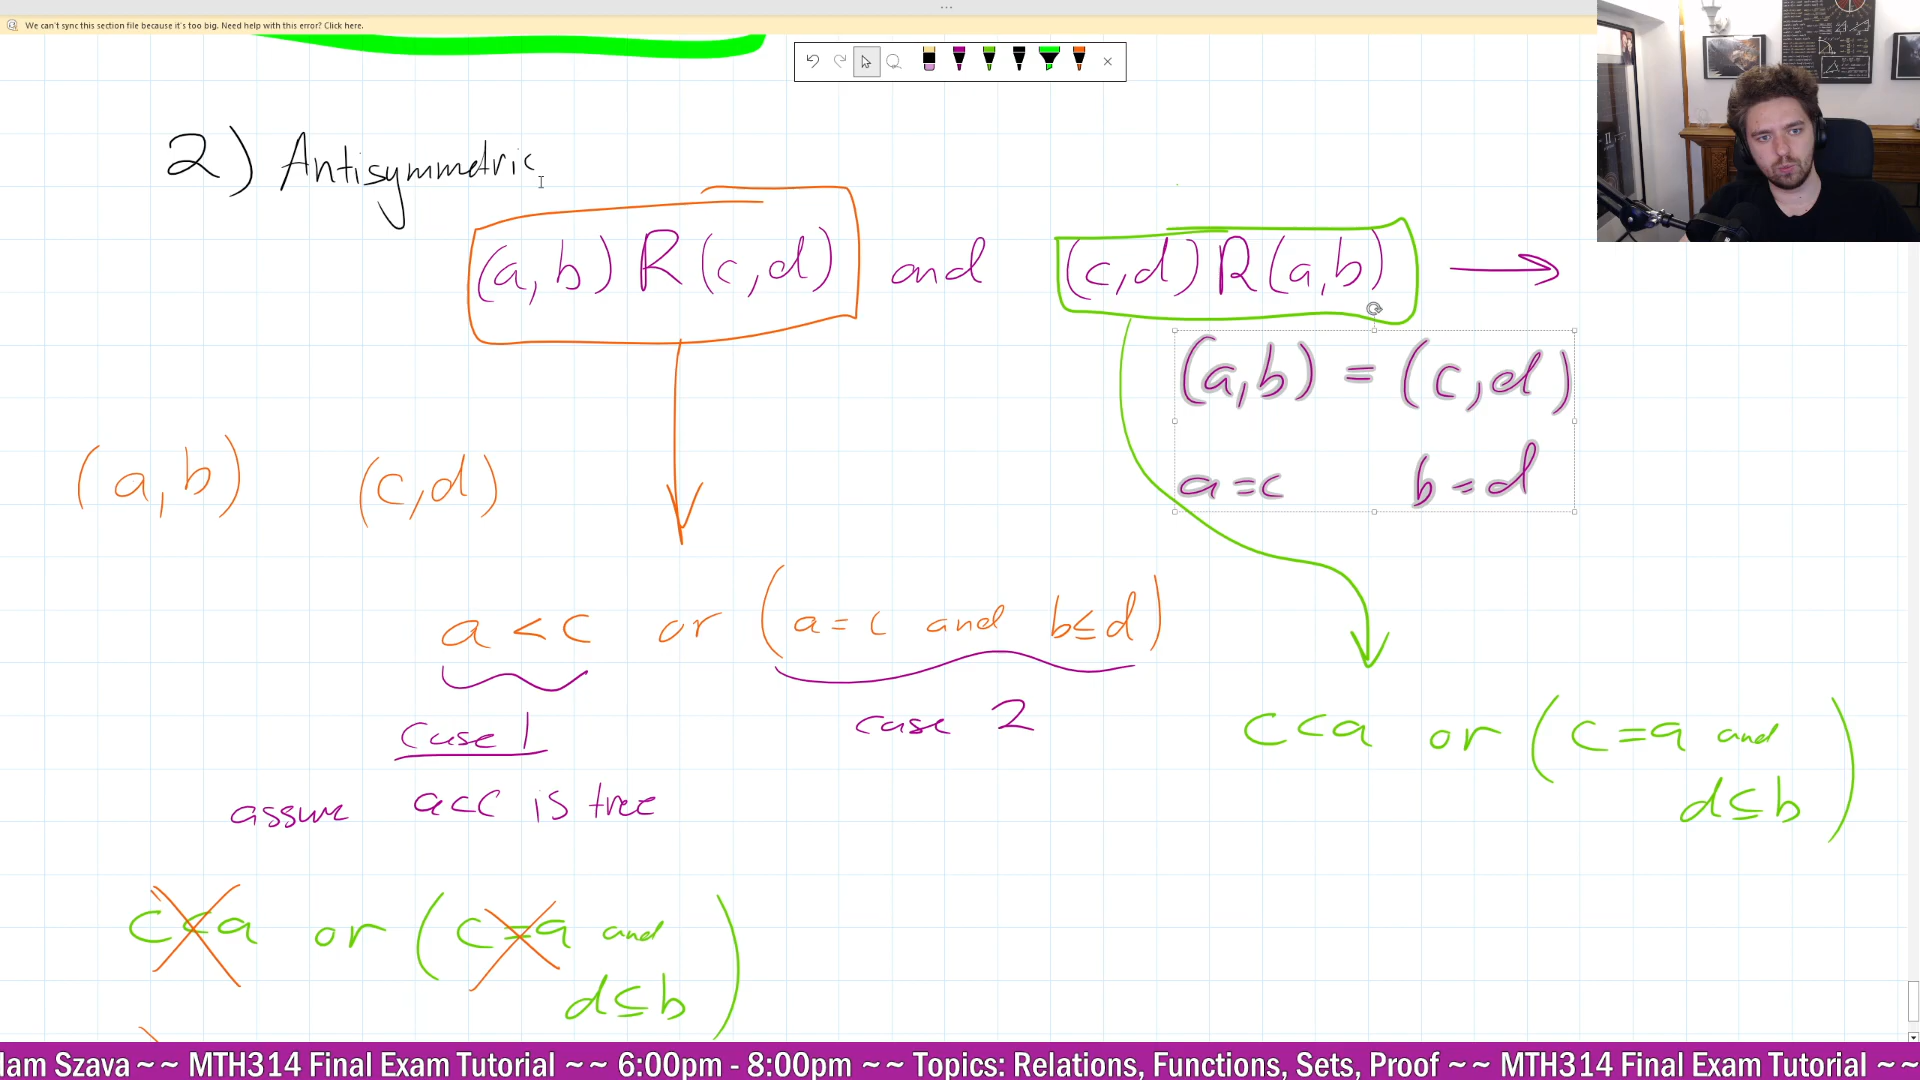 We can't sync this section file because it's too big. Need help with this error? Click here.
2) Antisymmetric
(a,b) R (c,d) and (c,d) R (a,b) →
(a,b) = (c,d)
a=c b=d
(a,b) (c,d)
a < c or (a = c and b≤d)
case 1
case 2
c<a or (c=a and
d≤b)
assume a<c is true
c<a or (c=a and
d≤b)
dam Szava ~~ MTH314 Final Exam Tutorial ~~ 6:00pm - 8:00pm ~~ Topics: Relations, Functions, Sets, Proof ~~ MTH314 Final Exam Tutorial ~~